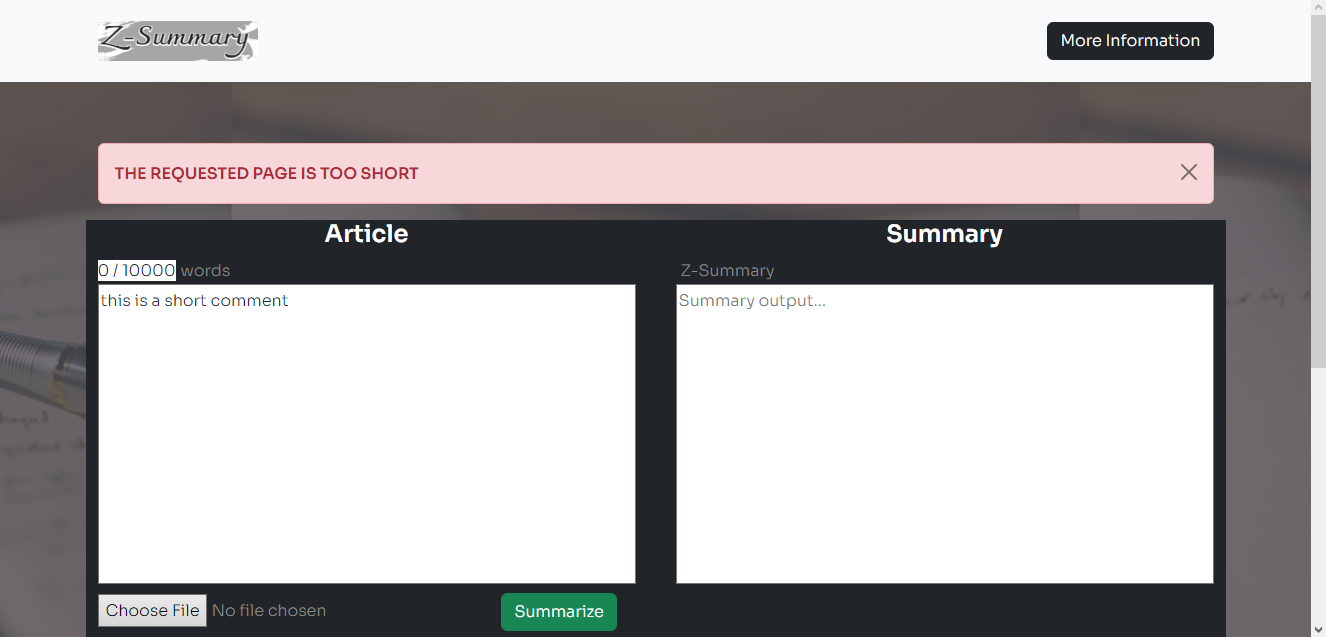 Z-Summary
More Information
THE REQUESTED PAGE IS TOO SHORT
Article
Summary
0 / 10000 words
Z-Summary
this is a short comment
Summary output...
Choose File No file chosen
Summarize